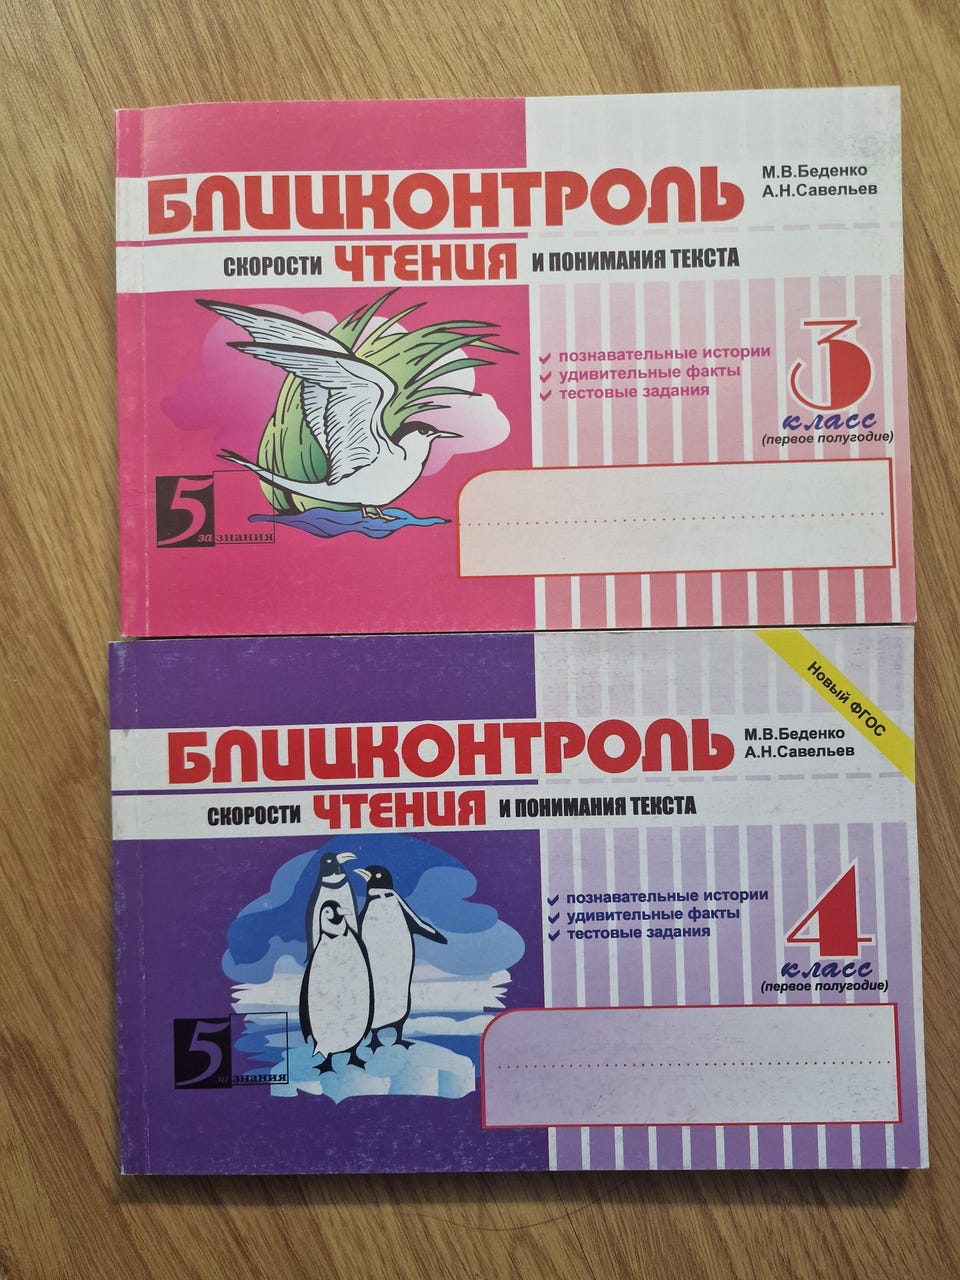 М.В.Беденко
А.Н.Савельев
БЛИЦКОНТРОЛЬ
СКОРОСТИ ЧТЕНИЯ И ПОНИМАНИЯ ТЕКСТА
познавательные истории
удивительные факты
тестовые задания
3
класс
(первое полугодие)
5
за знания
Новый ФГОС
М.В.Беденко
А.Н.Савельев
БЛИЦКОНТРОЛЬ
СКОРОСТИ ЧТЕНИЯ И ПОНИМАНИЯ ТЕКСТА
познавательные истории
удивительные факты
тестовые задания
4
класс
(первое полугодие)
5
за знания